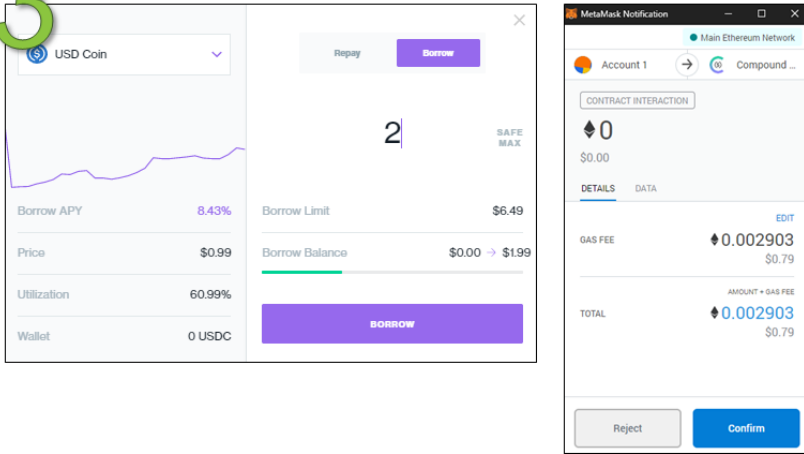 5
USD Coin
Repay
Borrow
2
SAFE
MAX
Borrow APY
8.43%
Borrow Limit
$6.49
Price
$0.99
Borrow Balance
$0.00 → $1.99
Utilization
60.99%
Wallet
0 USDC
BORROW
MetaMask Notification
Main Ethereum Network
Account 1
Compound ...
CONTRACT INTERACTION
0
$0.00
DETAILS
DATA
EDIT
GAS FEE
0.002903
$0.79
AMOUNT + GAS FEE
TOTAL
0.002903
$0.79
Reject
Confirm